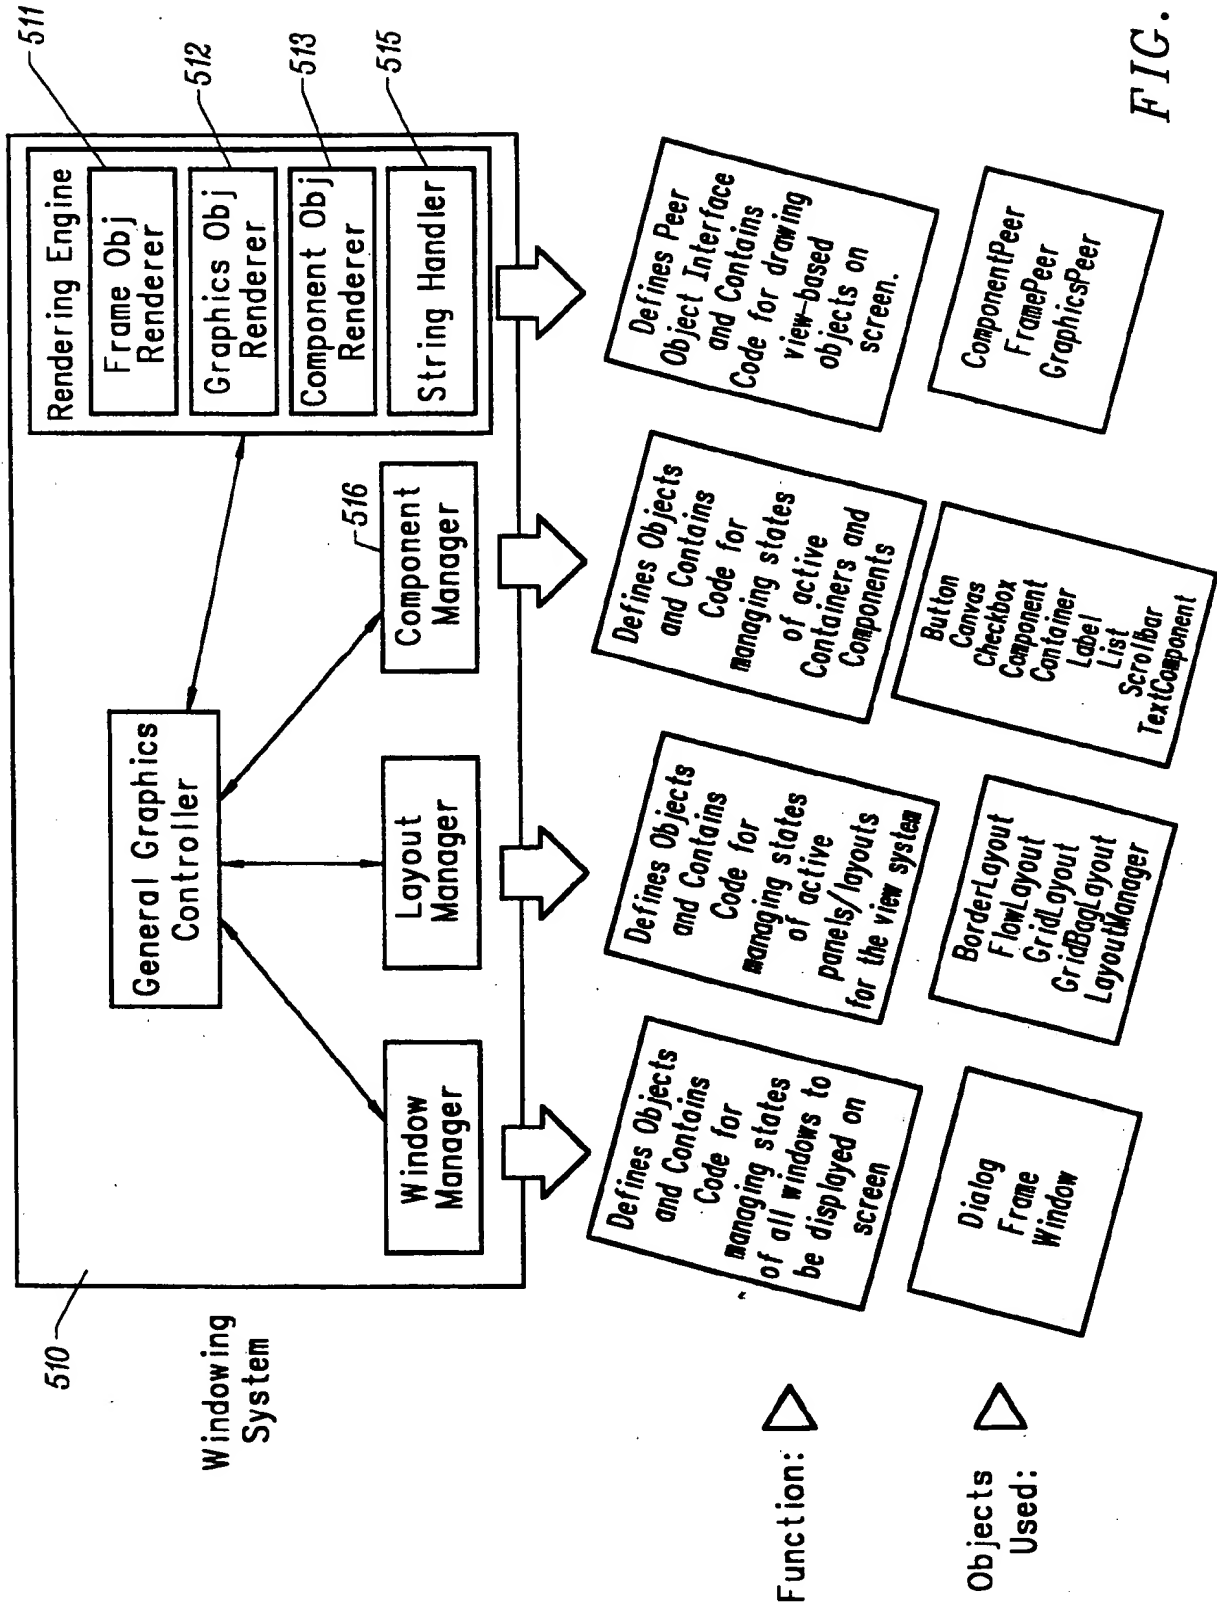 Windowing
System
510
General Graphics
Controller
Window
Manager
Layout
Manager
Component
Manager
516
Rendering Engine
Frame Obj
Renderer
511
Graphics Obj
Renderer
512
Component Obj
Renderer
513
String Handler
515
Function:
Defines Objects
and Contains
Code for
managing states
of all windows to
be displayed on
screen
Defines Objects
and Contains
Code for
managing states
of active
panels/layouts
for the view system
Defines Objects
and Contains
Code for
managing states
of active
Containers and
Components
Defines Peer
Object Interface
and Contains
Code for drawing
view-based
objects on
screen.
Objects
Used:
Dialog
Frame
Window
BorderLayout
FlowLayout
GridLayout
GridBagLayout
LayoutManager
Button
Canvas
Checkbox
Component
Container
Label
List
Scrollbar
TextComponent
ComponentPeer
FramePeer
GraphicsPeer
FIG.